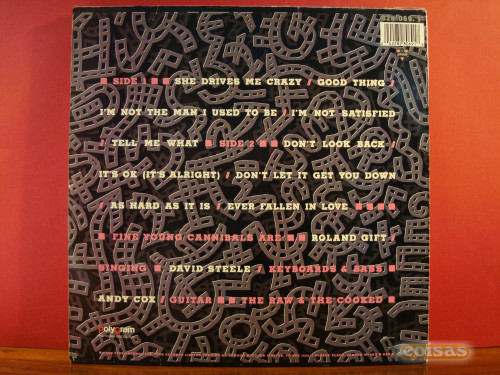 828 069. 1
■ SIDE 1 ■ ■ SHE DRIVES ME CRAZY / GOOD THING /
I'M NOT THE MAN I USED TO BE / I'M NOT SATISFIED
/ TELL ME WHAT ■ SIDE 2 ■ ■ DON'T LOOK BACK /
IT'S OK (IT'S ALRIGHT) / DON'T LET IT GET YOU DOWN
/ AS HARD AS IT IS / EVER FALLEN IN LOVE ■ ■ ■ ■
■ FINE YOUNG CANNIBALS ARE ■ ■ ROLAND GIFT /
SINGING ■ DAVID STEELE / KEYBOARDS & BASS ■
ANDY COX / GUITAR ■ ■ THE RAW & THE COOKED ■
polygram
coisas